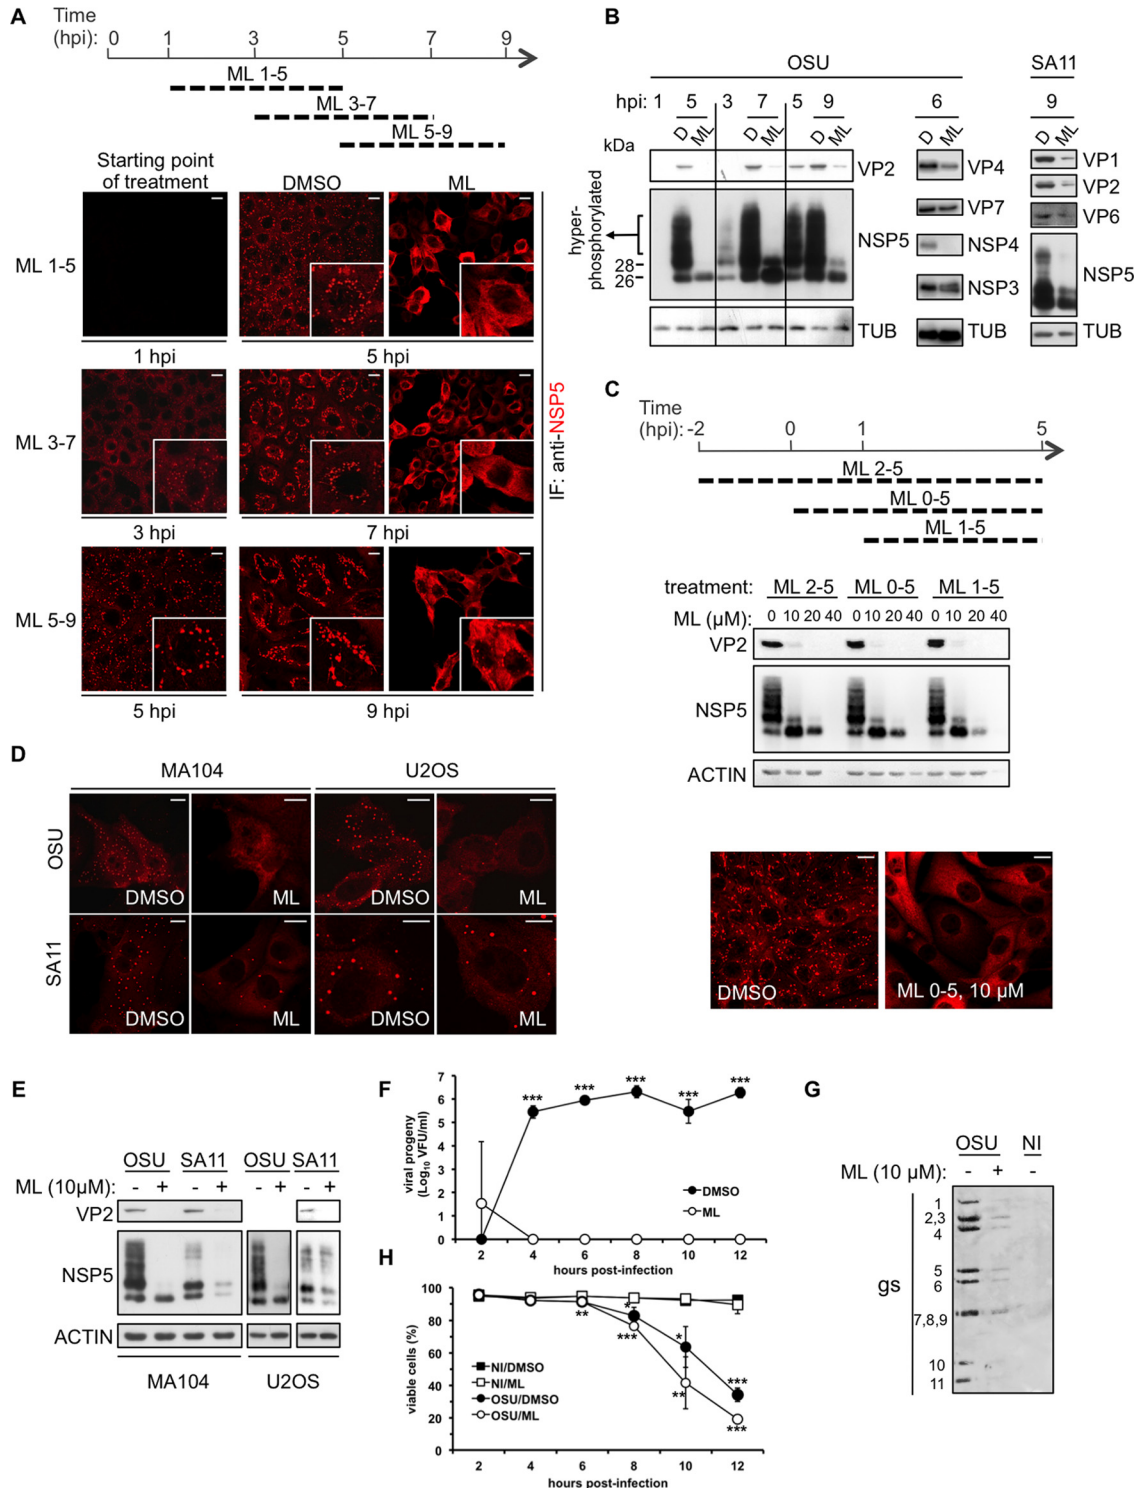 A
Time
(hpi): 0 1 3 5 7 9
ML 1-5
ML 3-7
ML 5-9
Starting point
of treatment
DMSO ML
ML 1-5
1 hpi 5 hpi
ML 3-7
3 hpi 7 hpi
ML 5-9
5 hpi 9 hpi
IF: anti-NSP5
B
OSU SA11
hpi: 1 5 3 7 5 9 6 9
D ML D ML D ML D ML D ML
kDa
VP2
hyper-
phosphorylated
28
26
NSP5
TUB
VP4
VP7
NSP4
NSP3
TUB
VP1
VP2
VP6
NSP5
TUB
C
Time
(hpi): -2 0 1 5
ML 2-5
ML 0-5
ML 1-5
treatment: ML 2-5 ML 0-5 ML 1-5
ML (µM): 0 10 20 40 0 10 20 40 0 10 20 40
VP2
NSP5
ACTIN
DMSO
ML 0-5, 10 µM
D
MA104 U2OS
OSU
DMSO ML DMSO ML
SA11
DMSO ML DMSO ML
E
OSU SA11 OSU SA11
ML (10µM): - + - + - + - +
VP2
NSP5
ACTIN
MA104 U2OS
F
viral progeny
(Log10 VFU/ml)
7
6
5
4
3
2
1
0
*** *** *** *** ***
DMSO
ML
2 4 6 8 10 12
hours post-infection
G
OSU NI
ML (10 µM): - + -
gs
1
2,3
4
5
6
7,8,9
10
11
H
viable cells (%)
100
80
60
40
20
0
** * *** * ** *** ***
NI/DMSO
NI/ML
OSU/DMSO
OSU/ML
2 4 6 8 10 12
hours post-infection